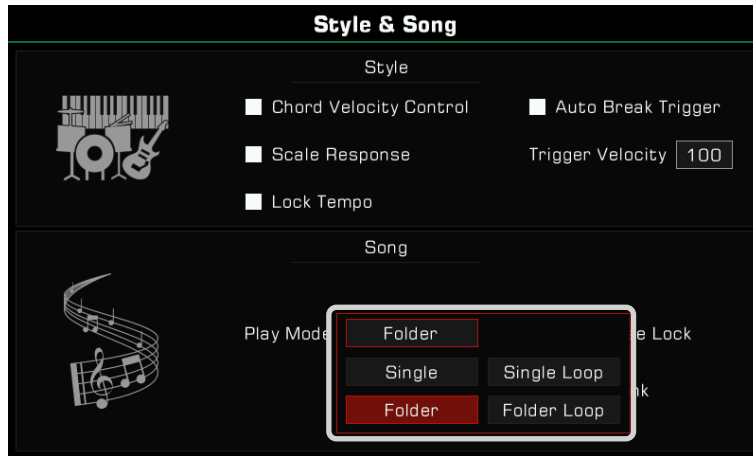 Style & Song
Style
Chord Velocity Control
Auto Break Trigger
Scale Response
Trigger Velocity 100
Lock Tempo
Song
Play Mode Folder
Lock
Single Single Loop
Folder Folder Loop